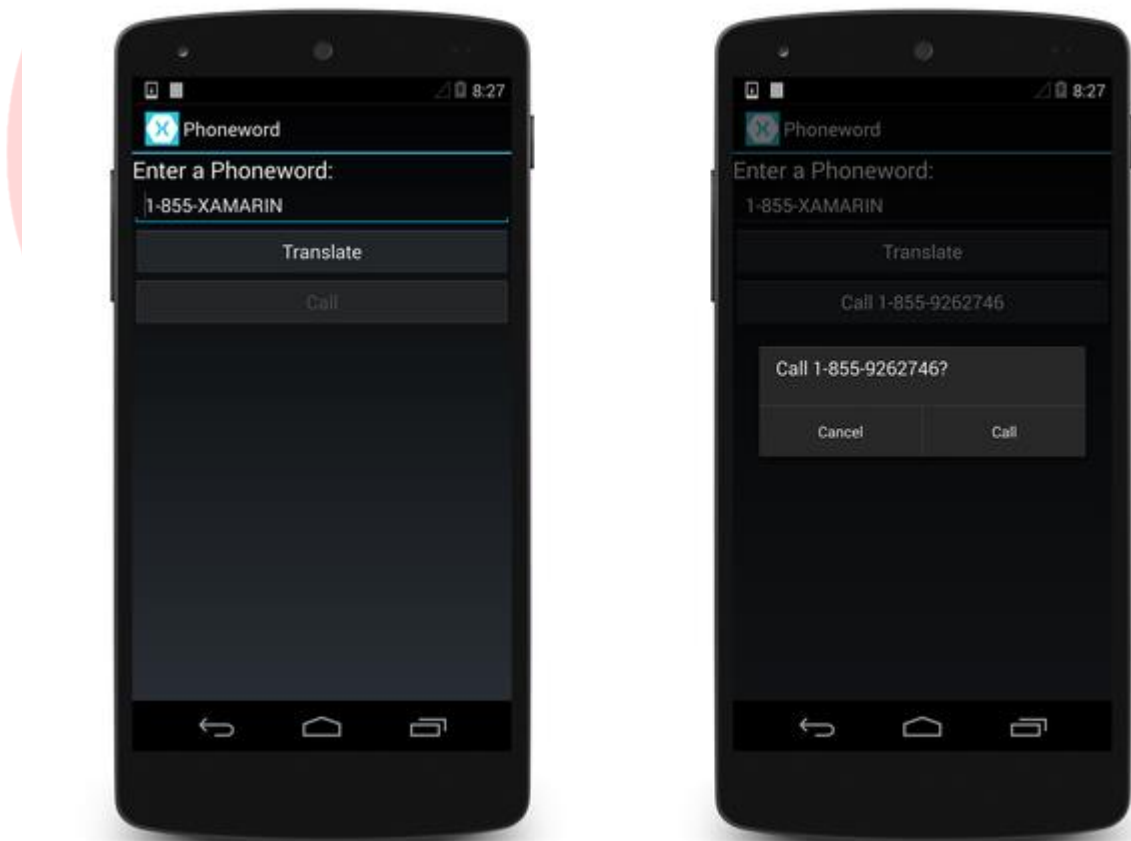 8:27
Phoneword
Enter a Phoneword:
1-855-XAMARIN
Translate
Call
8:27
Phoneword
Enter a Phoneword:
1-855-XAMARIN
Translate
Call 1-855-9262746
Call 1-855-9262746?
Cancel Call